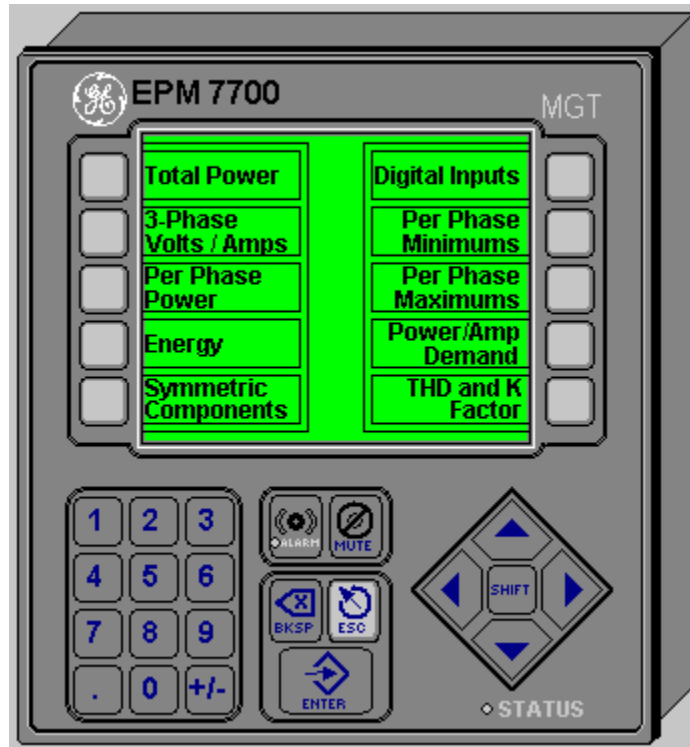 EPM 7700
MGT
Total Power
Digital Inputs
3-Phase
Volts / Amps
Per Phase
Minimums
Per Phase
Power
Per Phase
Maximums
Energy
Power/Amp
Demand
Symmetric
Components
THD and K
Factor
1 2 3
4 5 6
7 8 9
. 0 +/-
ALARM
MUTE
BKSP
ESC
ENTER
SHIFT
STATUS